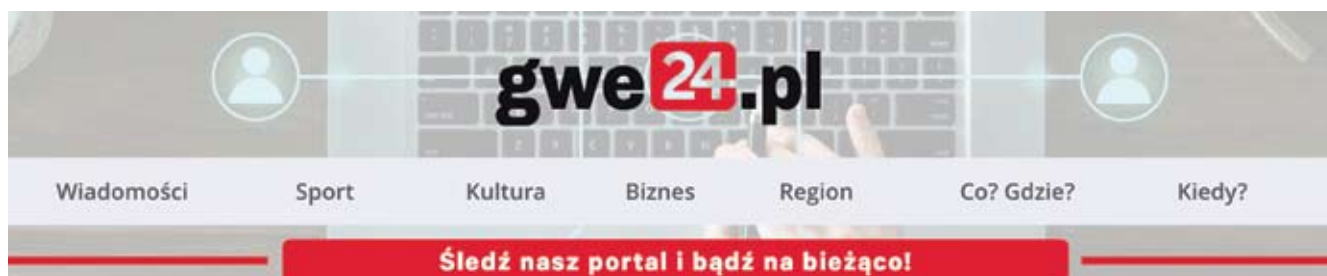 gwe24.pl
Wiadomości Sport Kultura Biznes Region Co? Gdzie? Kiedy?
Śledź nasz portal i bądź na bieżąco!